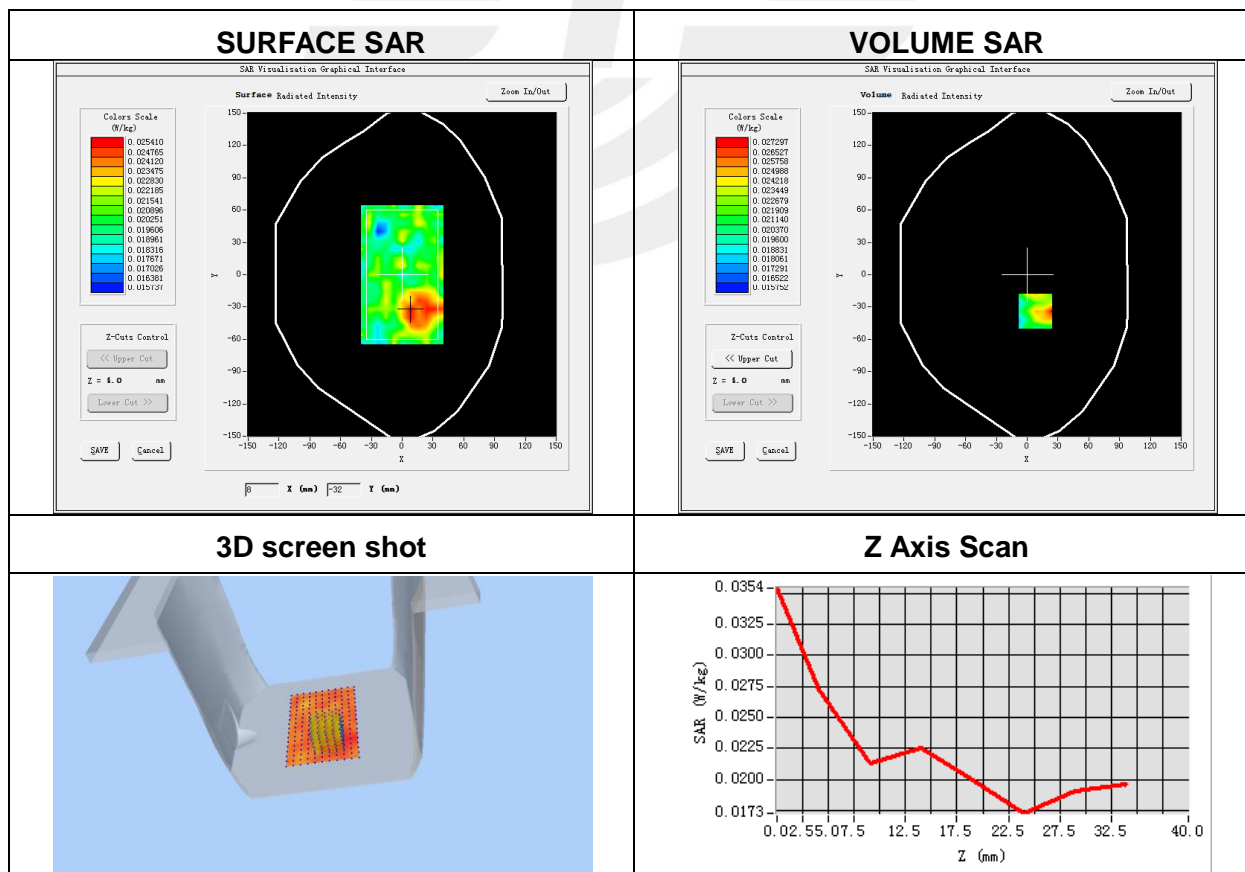 SURFACE SAR
SAR Visualisation Graphical Interface
Surface Radiated Intensity
Zoom In/Out
Colors Scale
(W/kg)
0.025410
0.024765
0.024120
0.023475
0.022830
0.022185
0.021541
0.020896
0.020251
0.019606
0.018961
0.018316
0.017671
0.017026
0.016381
0.015737
Z-Cuts Control
<< Upper Cut
Z = 4.0 mm
Lower Cut >>
SAVE Cancel
150
120
90
60
30
0
-30
-60
-90
-120
-150
Y
-150 -120 -90 -60 -30 0 30 60 90 120 150
X
8 X (mm) -32 Y (mm)
VOLUME SAR
SAR Visualisation Graphical Interface
Volume Radiated Intensity
Zoom In/Out
Colors Scale
(W/kg)
0.027297
0.026527
0.025758
0.024988
0.024218
0.023449
0.022679
0.021909
0.021140
0.020370
0.019600
0.018831
0.018061
0.017291
0.016522
0.015752
Z-Cuts Control
<< Upper Cut
Z = 4.0 mm
Lower Cut >>
SAVE Cancel
150
120
90
60
30
0
-30
-60
-90
-120
-150
Y
-150 -120 -90 -60 -30 0 30 60 90 120 150
X
3D screen shot
Z Axis Scan
0.0354
0.0325
0.0300
0.0275
0.0250
0.0225
0.0200
0.0173
SAR (W/kg)
0.02.55.07.5 12.5 17.5 22.5 27.5 32.5 40.0
Z (mm)